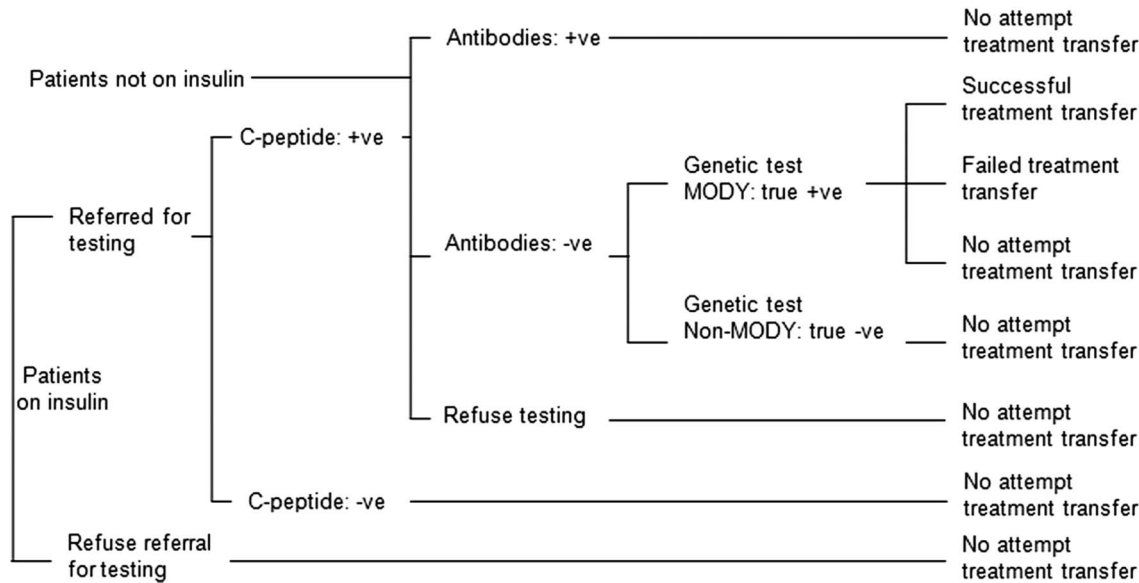 Antibodies: +ve
No attempt
treatment transfer
Patients not on insulin
Successful
treatment transfer
C-peptide: +ve
Genetic test
MODY: true +ve
Failed treatment
transfer
Referred for
testing
Antibodies: -ve
No attempt
treatment transfer
Genetic test
Non-MODY: true -ve
No attempt
treatment transfer
Patients
on insulin
Refuse testing
No attempt
treatment transfer
C-peptide: -ve
No attempt
treatment transfer
Refuse referral
for testing
No attempt
treatment transfer